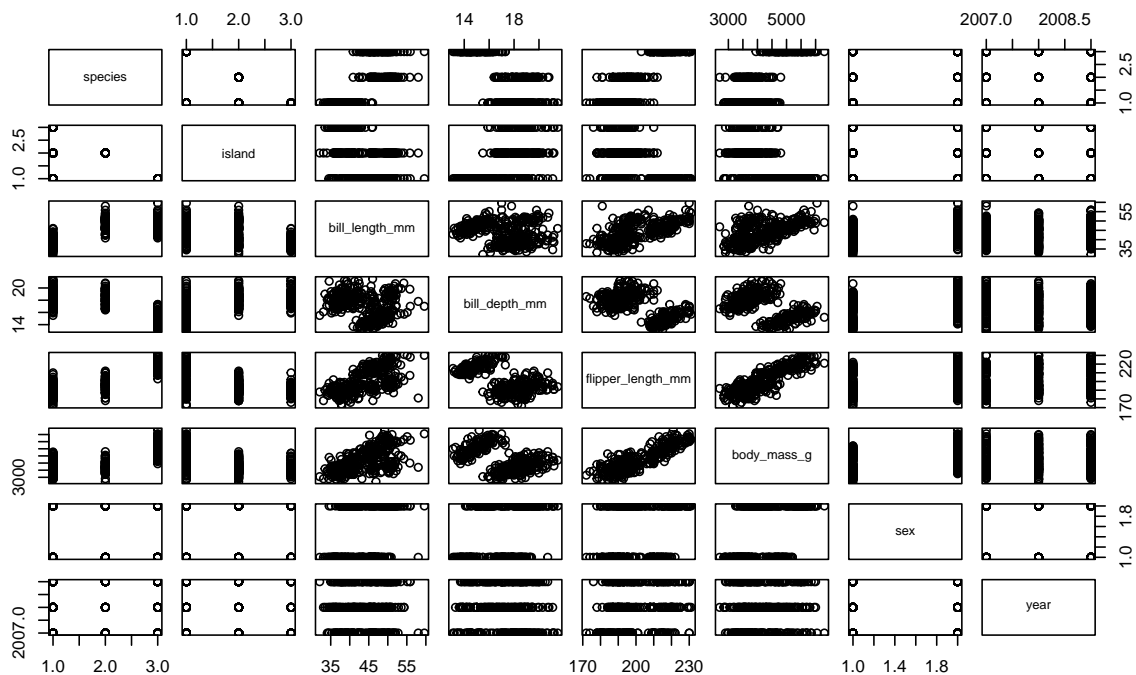 1.0 2.0 3.0 14 18 3000 5000 2007.0 2008.5
species 1.0 2.5
1.0 2.5 island
bill_length_mm 35 55
14 20 bill_depth_mm
flipper_length_mm 170 220
3000 body_mass_g
sex 1.0 1.8
2007.0 year
1.0 2.0 3.0 35 45 55 170 200 230 1.0 1.4 1.8